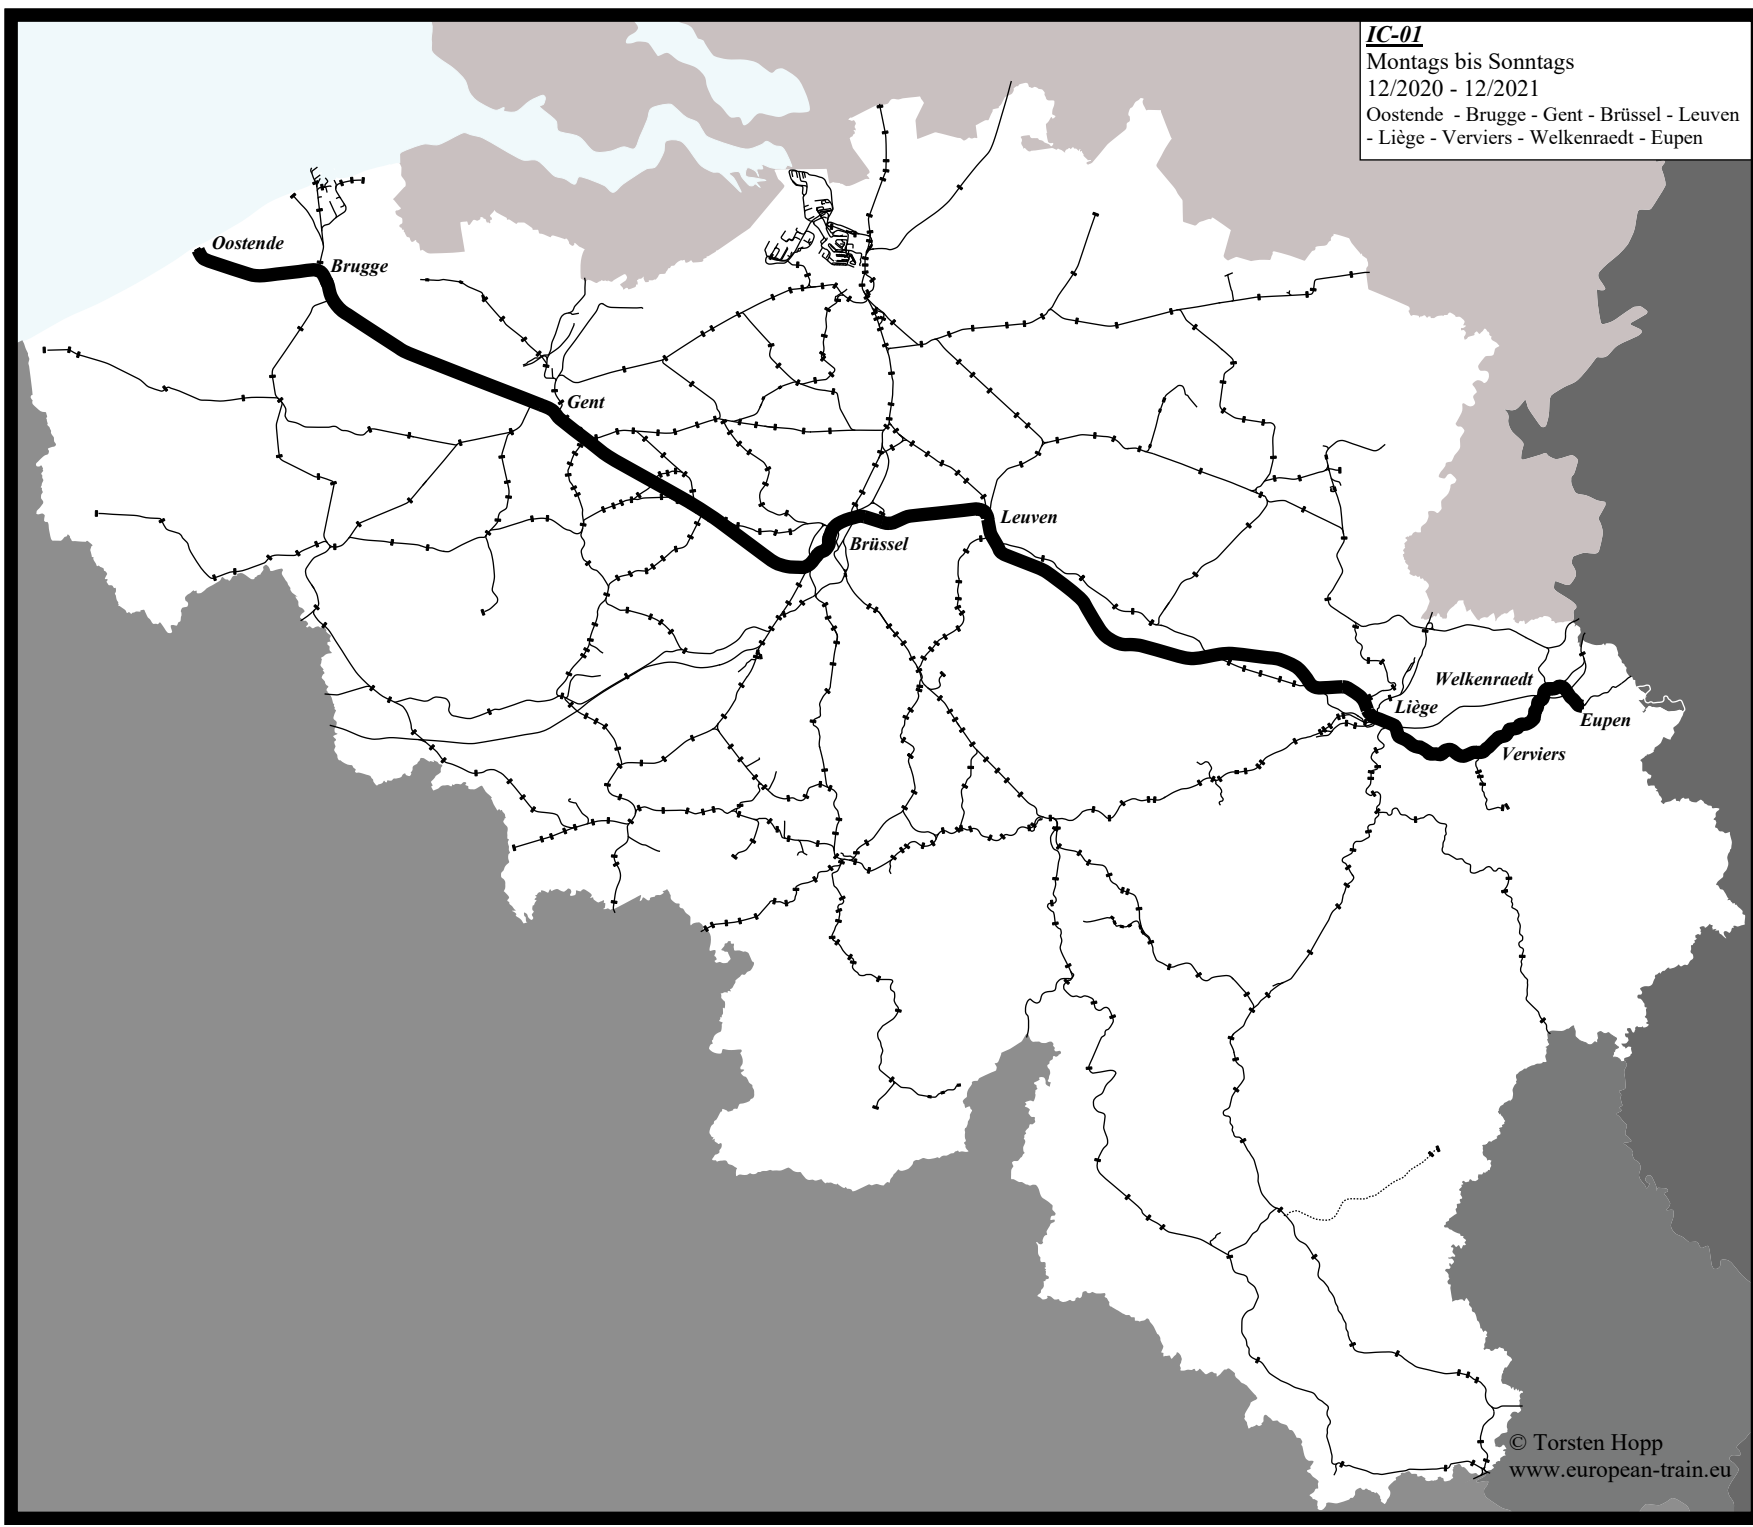 IC-01
Montags bis Sonntags
12/2020 - 12/2021
Oostende - Brugge - Gent - Brüssel - Leuven
- Liège - Verviers - Welkenraedt - Eupen
Oostende
Brugge
Gent
Leuven
Brüssel
Welkenraedt
Liège
Eupen
Verviers
© Torsten Hopp
www.european-train.eu